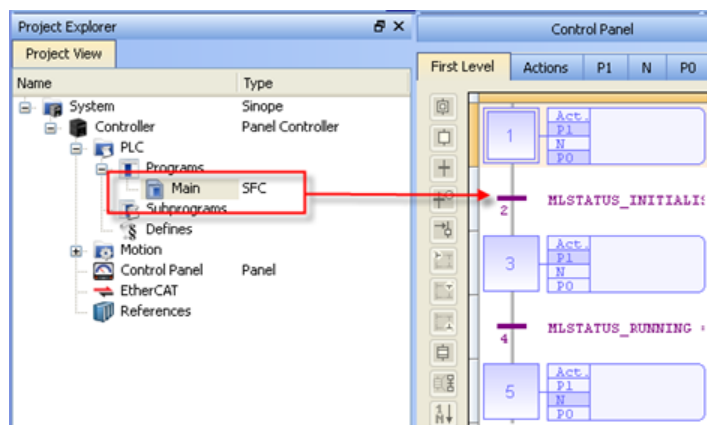 Project Explorer
Project View
Name Type
System Sinope
Controller Panel Controller
PLC
Programs
Main SFC
Subprograms
Defines
Motion
Control Panel Panel
EtherCAT
References
Control Panel
First Level Actions P1 N P0
1
Act.
P1
N
P0
2 MLSTATUS_INITIALIS
3
Act.
P1
N
P0
4 MLSTATUS_RUNNING
5
Act.
P1
N
P0